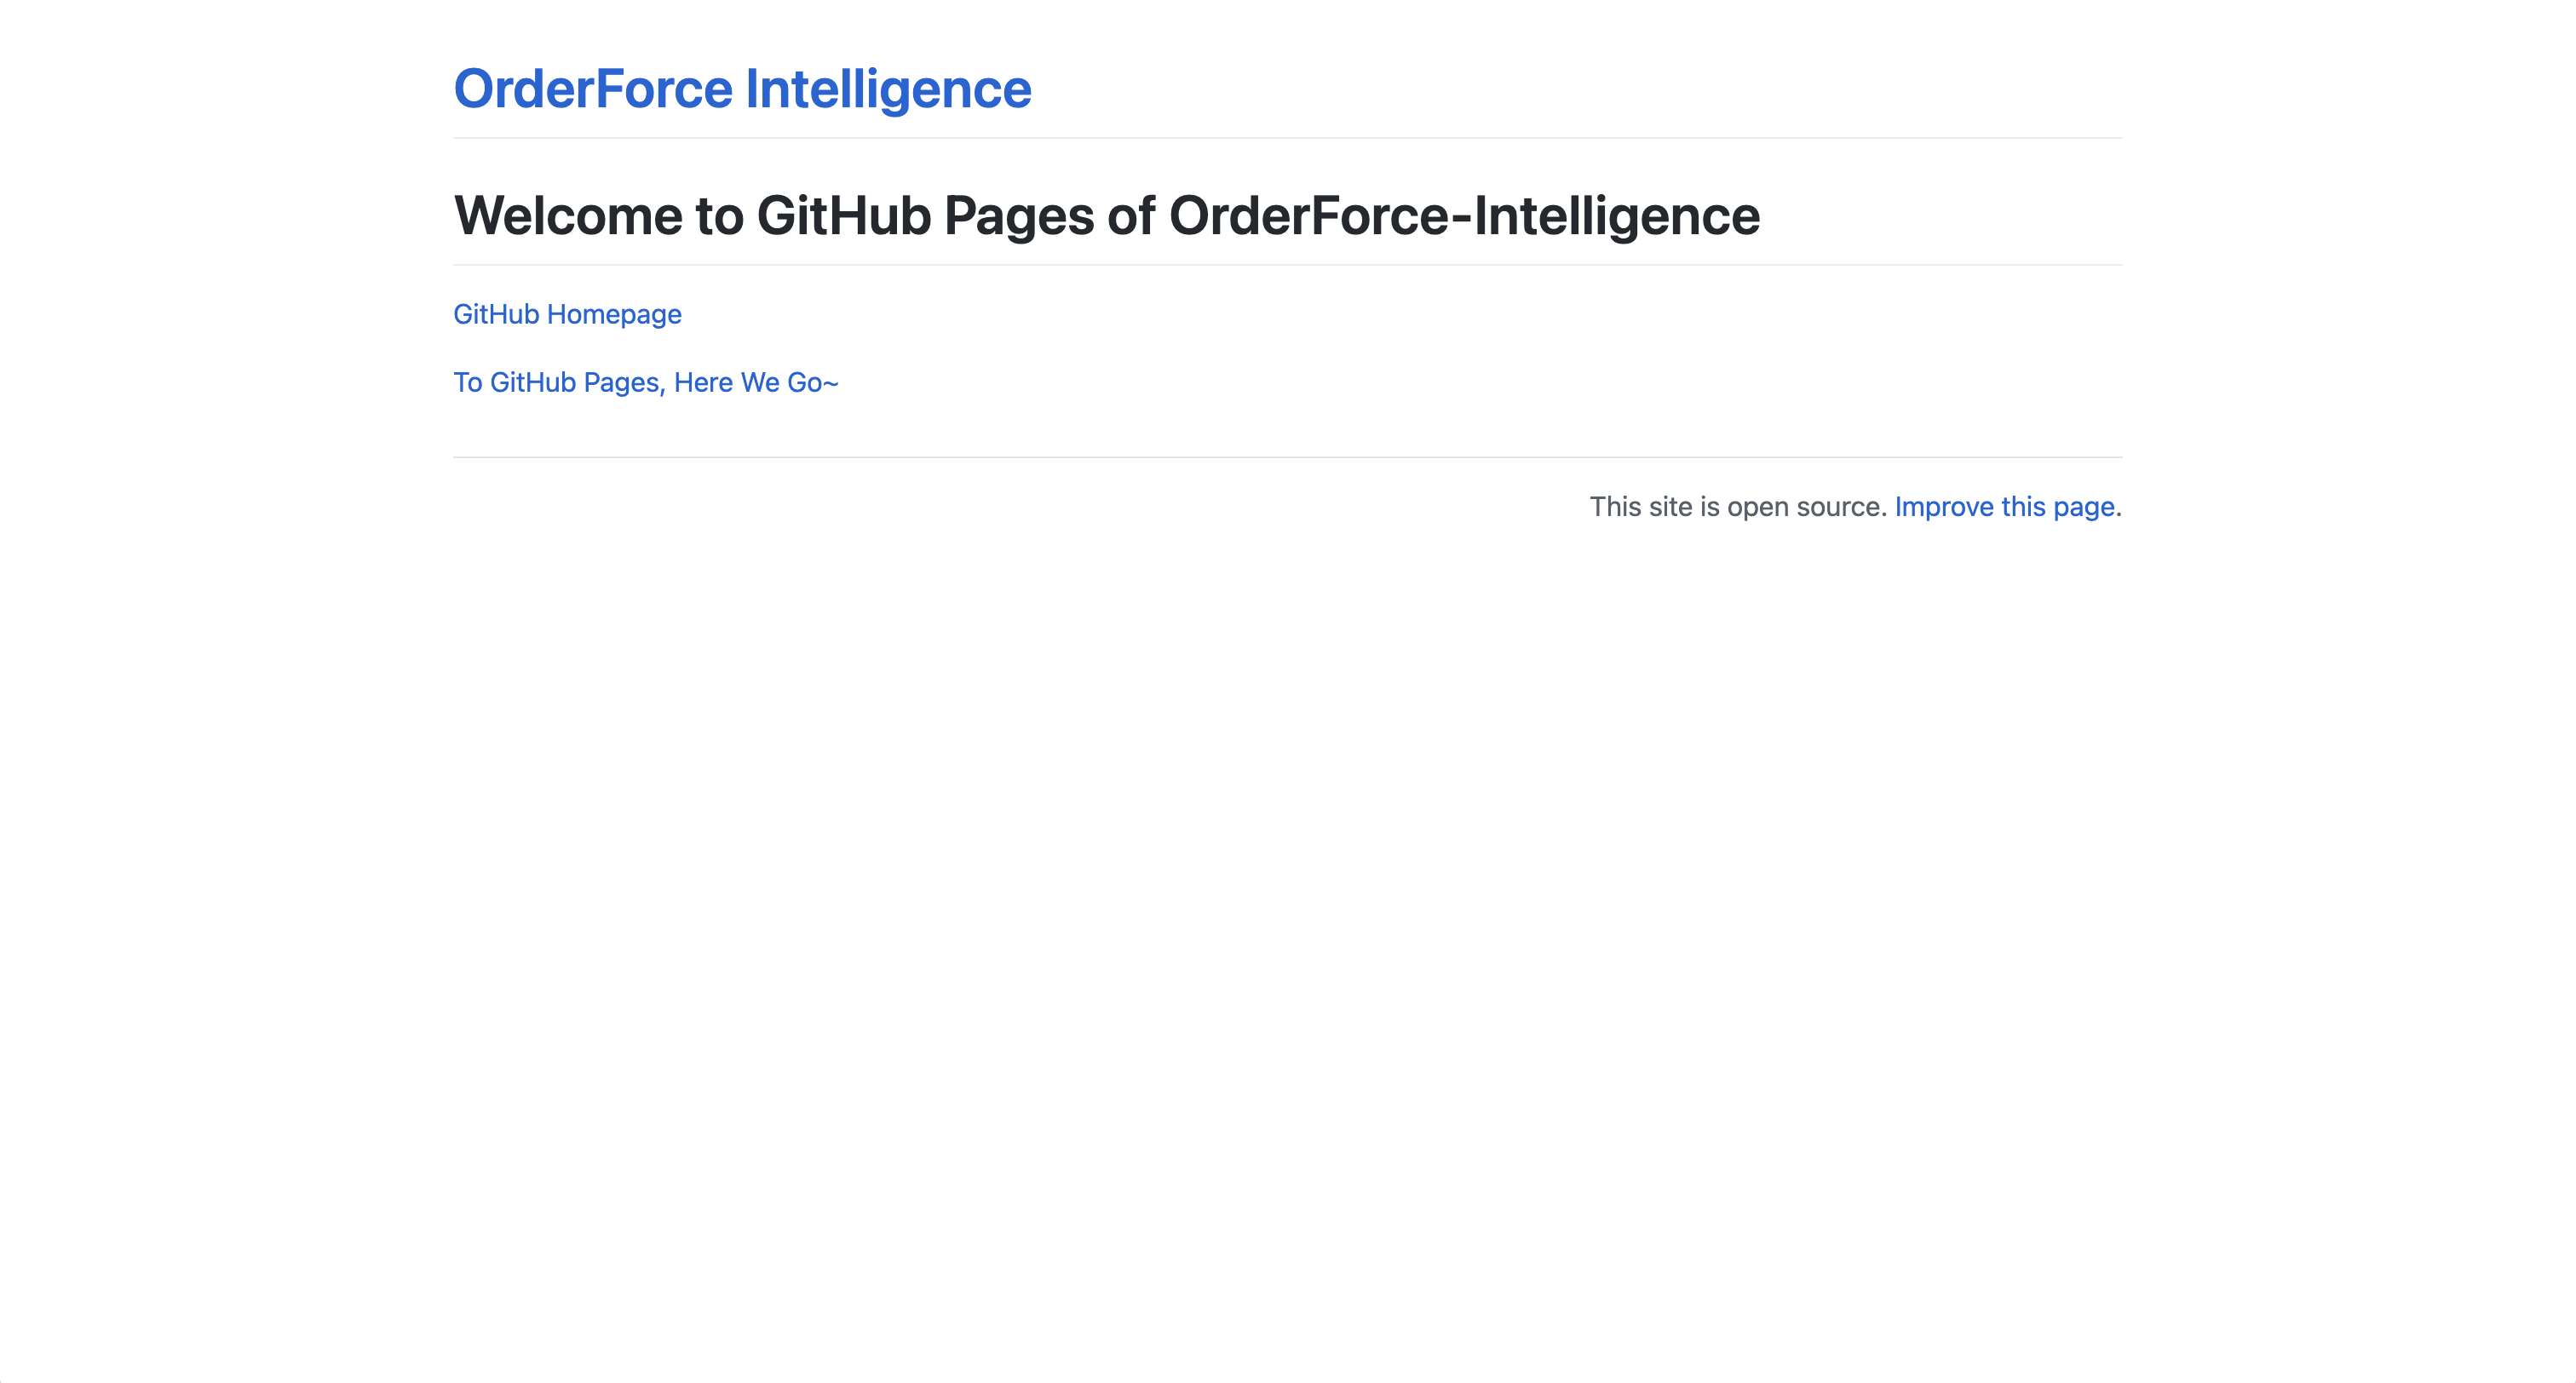 OrderForce Intelligence
Welcome to GitHub Pages of OrderForce-Intelligence
GitHub Homepage
To GitHub Pages, Here We Go~
This site is open source. Improve this page.